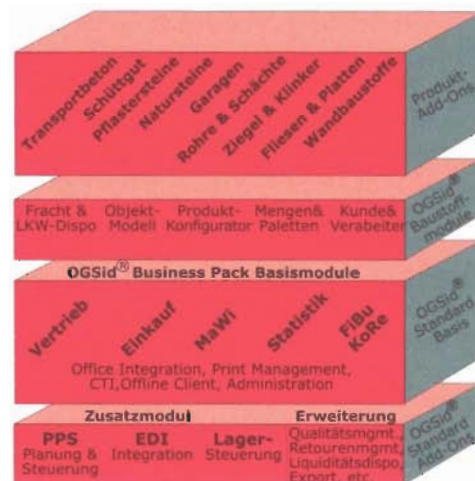 Transportbeton
Schüttgut
Pflastersteine
Natursteine
Garagen
Rohre & Schächte
Ziegel & Klinker
Fliesen & Platten
Wandbaustoffe
Produkt-
Add-Ons
Fracht & Objekt- Produkt- Mengen& Kunde&
LKW-Dispo Modell Konfigurator Paletten Verabeiter
OGSid®
Baustoff-
module
OGSid® Business Pack Basismodule
Vertrieb
Einkauf
MaWi
Statistik
FiBu
KoRe
Office Integration, Print Management,
CTI,Offline Client, Administration
OGSid®
Standard
Basis
Zusatzmodul Erweiterung
PPS
Planung &
Steuerung
EDI
Integration
Lager-
Steuerung
Qualitätsmgmt.,
Retourenmgmt,
Liquiditätsdispo,
Export, etc.
OGSid®
Standard
Add-Ons